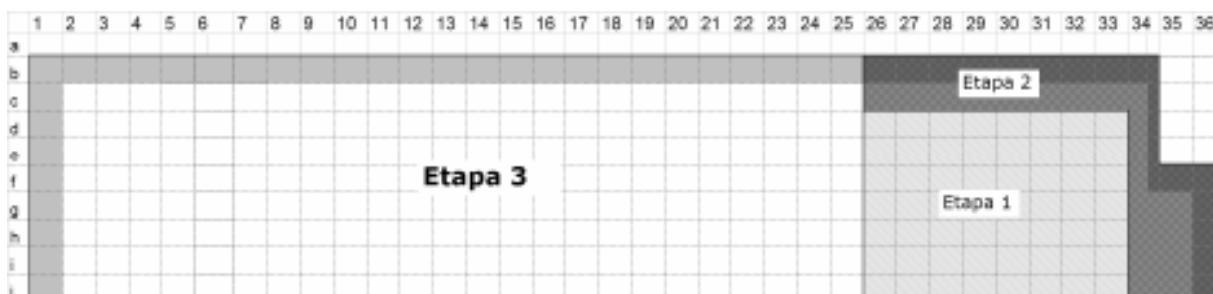 1 2 3 4 5 6 7 8 9 10 11 12 13 14 15 16 17 18 19 20 21 22 23 24 25 26 27 28 29 30 31 32 33 34 35 36
a
b
Etapa 2
c
d
e
Etapa 3
f
Etapa 1
g
h
i